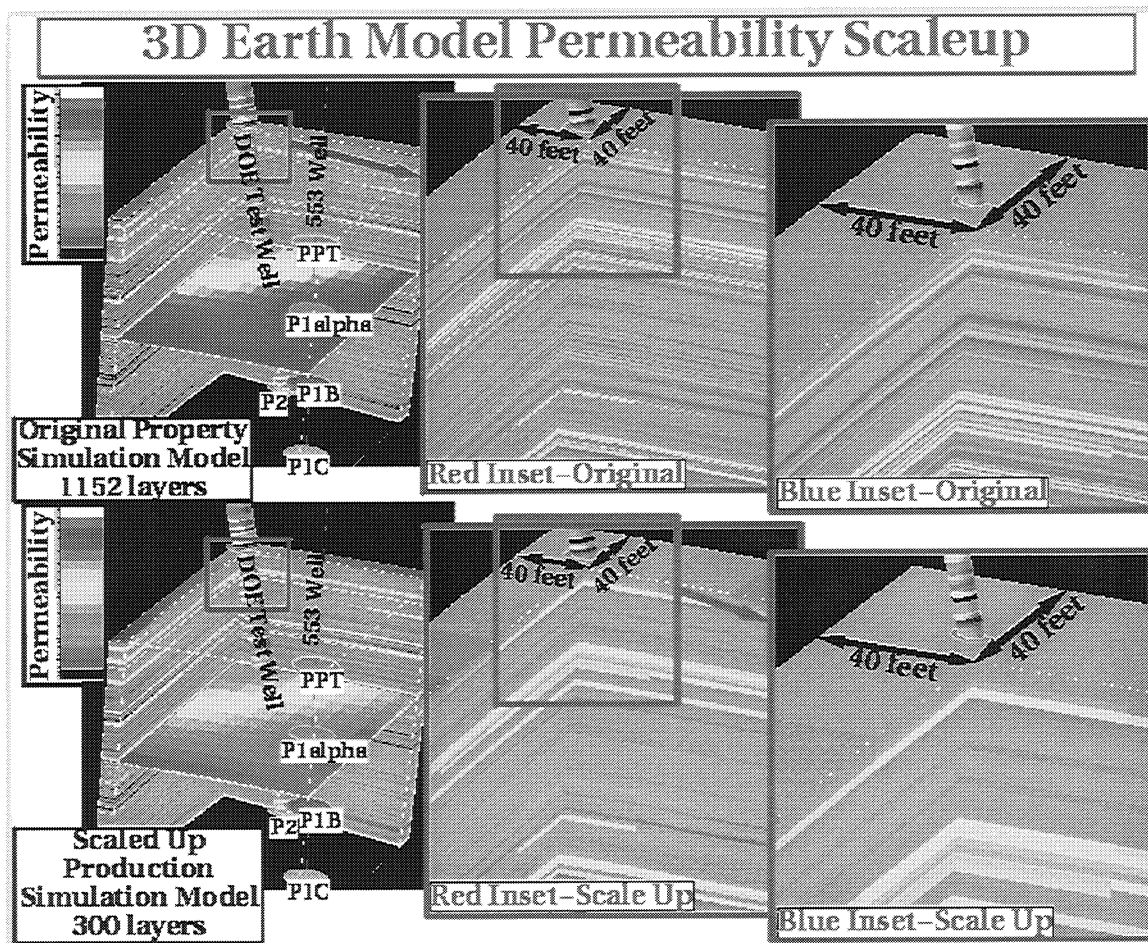 3D Earth Model Permeability Scaleup
Permeability
DOE Test Well
553 Well
PPT
P1alpha
P2
P1B
P1C
Original Property
Simulation Model
1152 layers
40 feet
40 feet
Red Inset–Original
40 feet
40 feet
Blue Inset–Original
Permeability
DOE Test Well
553 Well
PPT
P1alpha
P2
P1B
P1C
Scaled Up
Production
Simulation Model
300 layers
40 feet
40 feet
Red Inset–Scale Up
40 feet
40 feet
Blue Inset–Scale Up